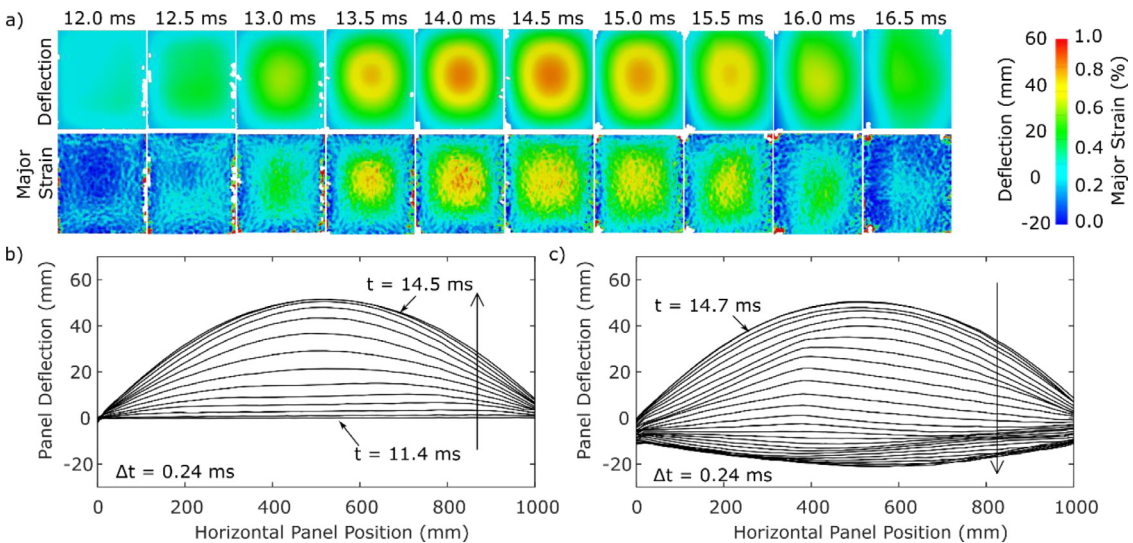 a)
12.0 ms 12.5 ms 13.0 ms 13.5 ms 14.0 ms 14.5 ms 15.0 ms 15.5 ms 16.0 ms 16.5 ms
Deflection
Major
Strain
Deflection (mm)
60
40
20
0
-20
Major Strain (%)
1.0
0.8
0.6
0.4
0.2
0.0
b)
Panel Deflection (mm)
60
40
20
0
-20
t = 14.5 ms
t = 11.4 ms
Δt = 0.24 ms
0 200 400 600 800 1000
Horizontal Panel Position (mm)
c)
Panel Deflection (mm)
60
40
20
0
-20
t = 14.7 ms
Δt = 0.24 ms
0 200 400 600 800 1000
Horizontal Panel Position (mm)